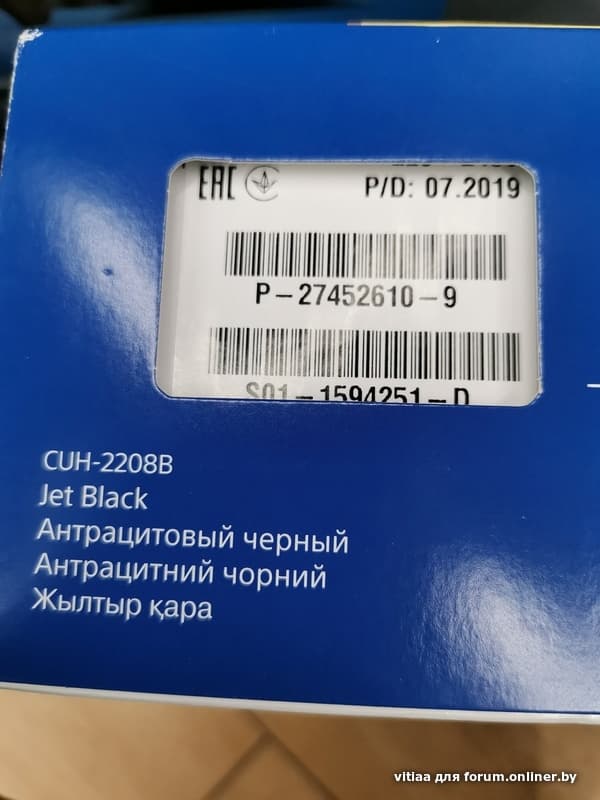 EAC P/D: 07.2019
P-27452610-9
S01-1594251-D
CUH-2208B
Jet Black
Антрацитовый черный
Антрацитний чорний
Жылтыр қара
vitlaa для forum.onliner.by